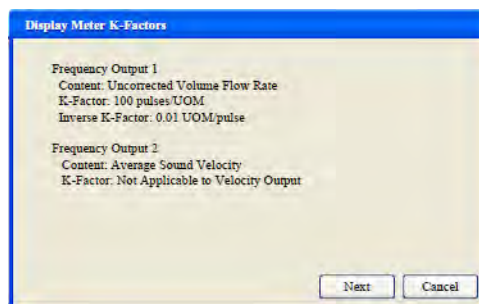 Display Meter K-Factors
Frequency Output 1
Content: Uncorrected Volume Flow Rate
K-Factor: 100 pulses/UOM
Inverse K-Factor: 0.01 UOM/pulse
Frequency Output 2
Content: Average Sound Velocity
K-Factor: Not Applicable to Velocity Output
Next Cancel